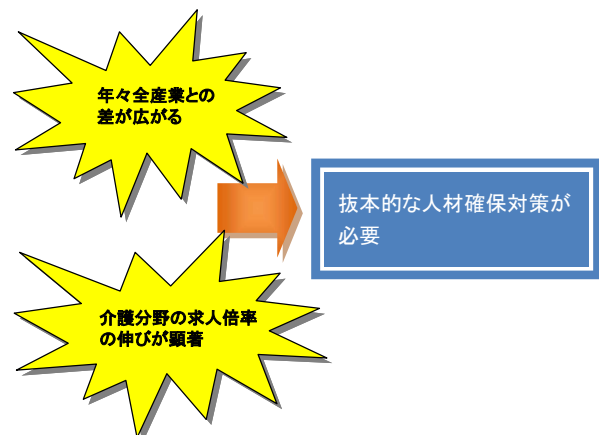 年々全産業との
差が広がる
抜本的な人材確保対策が
必要
介護分野の求人倍率
の伸びが顕著